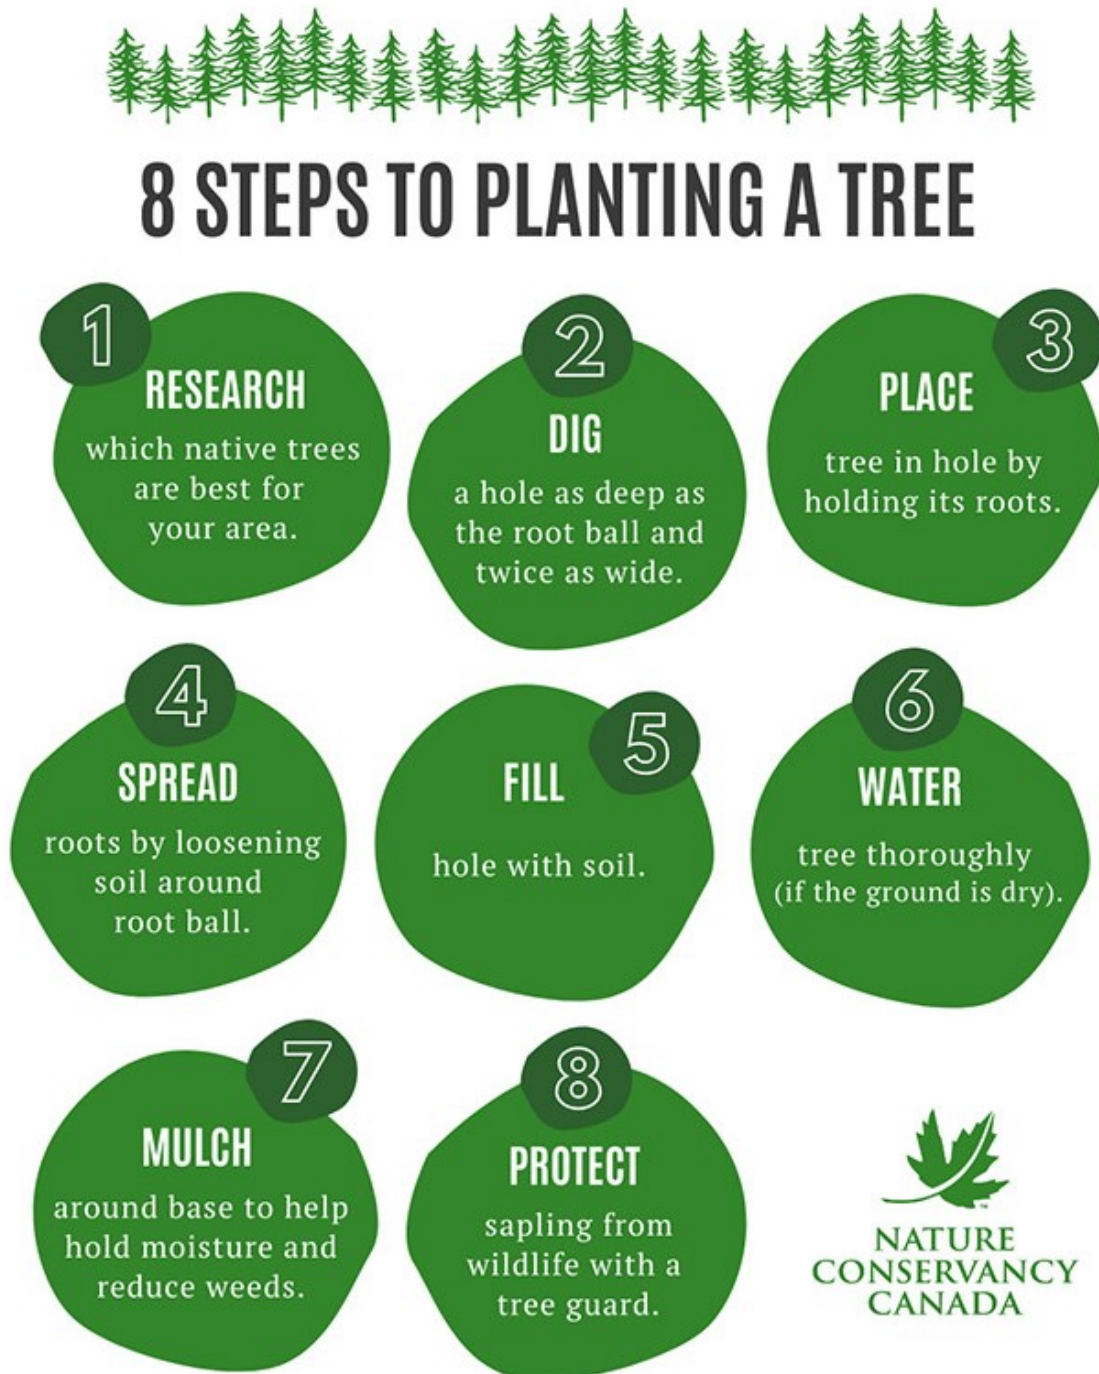 8 STEPS TO PLANTING A TREE
1
RESEARCH
which native trees
are best for
your area.
2
DIG
a hole as deep as
the root ball and
twice as wide.
3
PLACE
tree in hole by
holding its roots.
4
SPREAD
roots by loosening
soil around
root ball.
5
FILL
hole with soil.
6
WATER
tree thoroughly
(if the ground is dry).
7
MULCH
around base to help
hold moisture and
reduce weeds.
8
PROTECT
sapling from
wildlife with a
tree guard.
NATURE
CONSERVANCY
CANADA